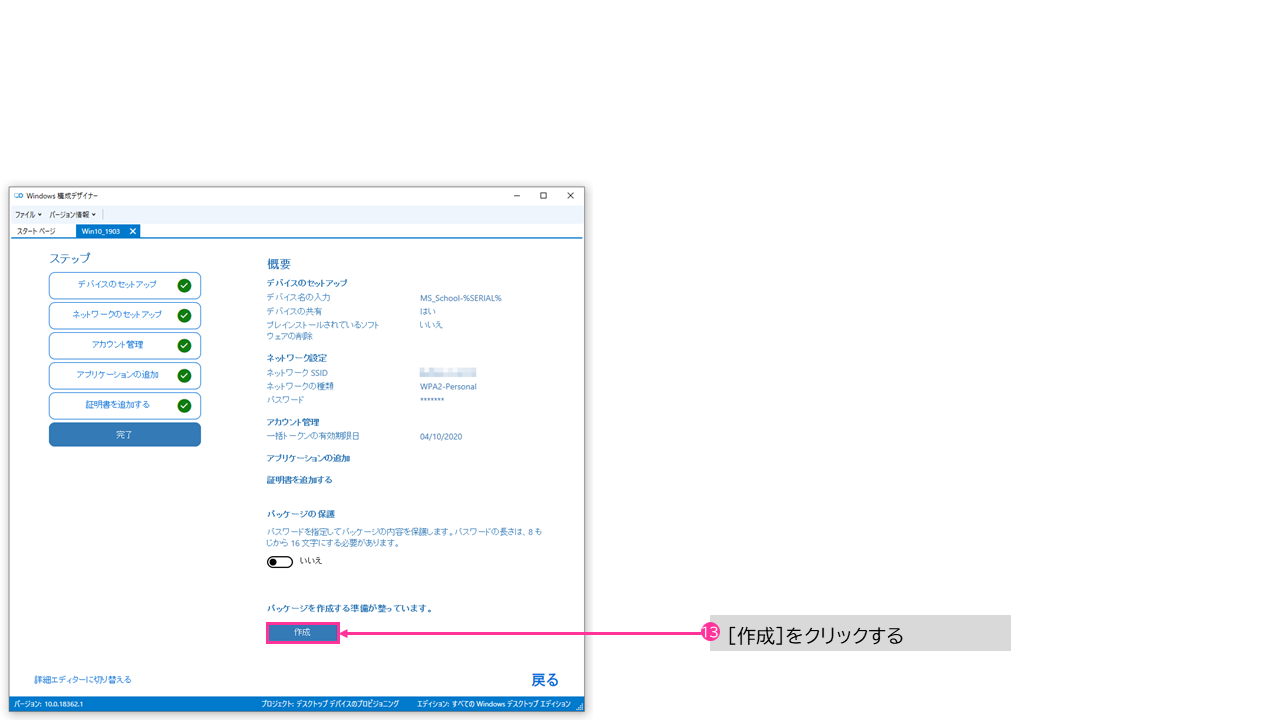 Windows 構成デザイナー
ファイル バージョン情報
スタート ページ Win10_1903
ステップ
デバイスのセットアップ
ネットワークのセットアップ
アカウント管理
アプリケーションの追加
証明書を追加する
完了
概要
デバイスのセットアップ
デバイス名の入力 MS_School-%SERIAL%
デバイスの共有 はい
プレインストールされているソフト いいえ
ウェアの削除
ネットワーク設定
ネットワーク SSID
ネットワークの種類 WPA2-Personal
パスワード *******
アカウント管理
一括トークンの有効期限日 04/10/2020
アプリケーションの追加
証明書を追加する
パッケージの保護
パスワードを指定してパッケージの内容を保護します。パスワードの長さは、8 も
じから 16 文字にする必要があります。
いいえ
パッケージを作成する準備が整っています。
作成
13 [作成]をクリックする
詳細エディターに切り替える 戻る
バージョン: 10.0.18362.1 プロジェクト: デスクトップ デバイスのプロビジョニング エディション: すべての Windows デスクトップ エディション